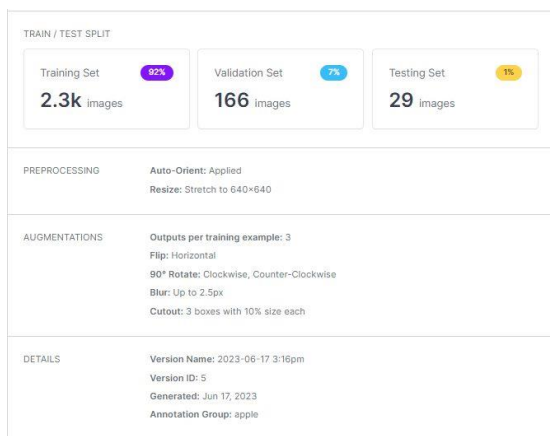 TRAIN / TEST SPLIT
Training Set 92%
2.3k images
Validation Set 7%
166 images
Testing Set 1%
29 images
PREPROCESSING
Auto-Orient: Applied
Resize: Stretch to 640×640
AUGMENTATIONS
Outputs per training example: 3
Flip: Horizontal
90° Rotate: Clockwise, Counter-Clockwise
Blur: Up to 2.5px
Cutout: 3 boxes with 10% size each
DETAILS
Version Name: 2023-06-17 3:16pm
Version ID: 5
Generated: Jun 17, 2023
Annotation Group: apple